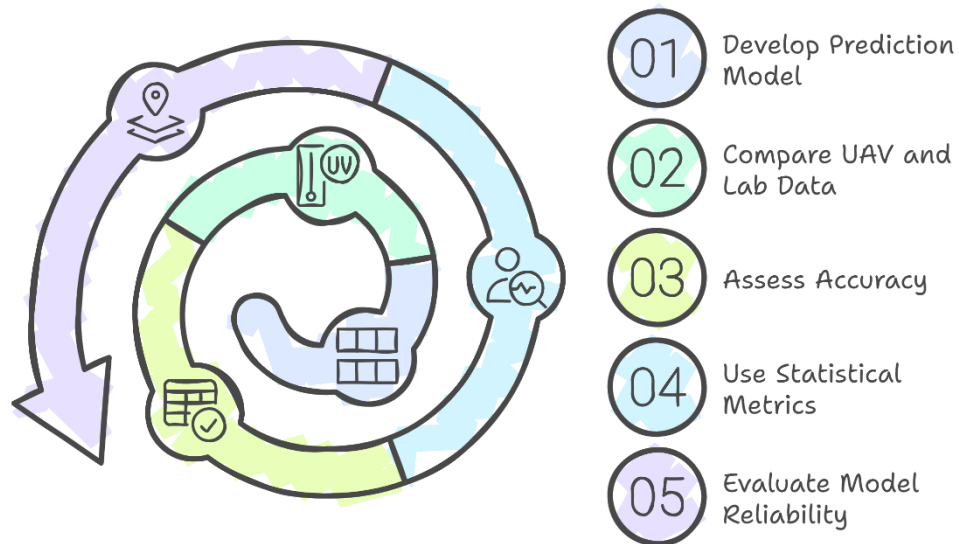 UV
01
Develop Prediction
Model
02
Compare UAV and
Lab Data
03
Assess Accuracy
04
Use Statistical
Metrics
05
Evaluate Model
Reliability